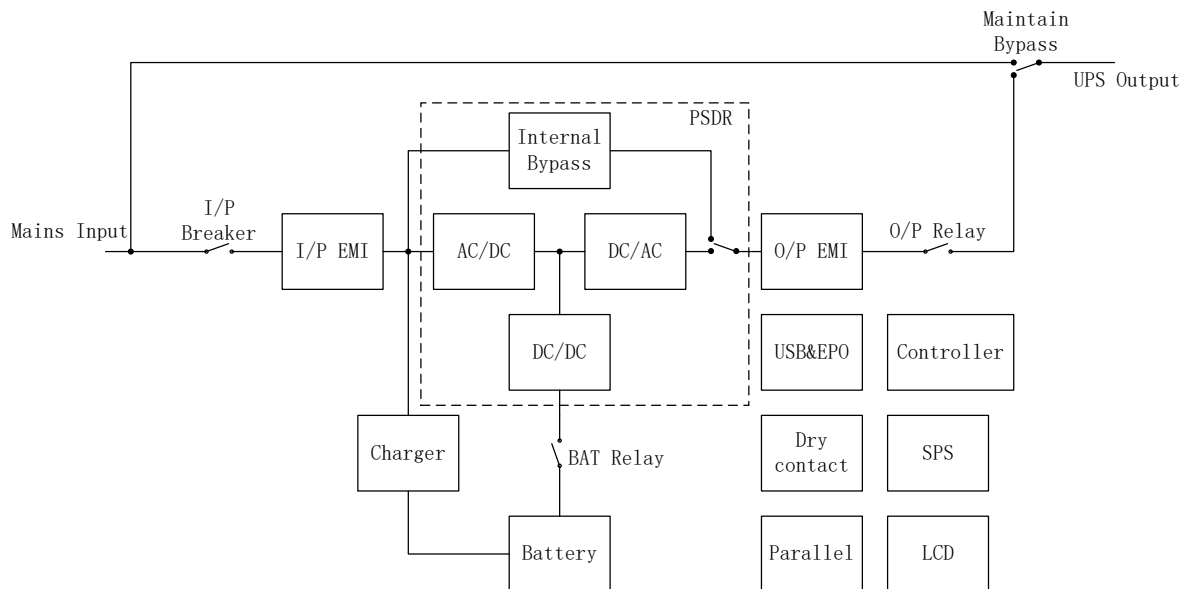 Maintain
Bypass
UPS Output
PSDR
Internal
Bypass
Mains Input
I/P
Breaker
I/P EMI
AC/DC
DC/AC
O/P EMI
O/P Relay
DC/DC
USB&EPO
Controller
Charger
BAT Relay
Dry
contact
SPS
Battery
Parallel
LCD